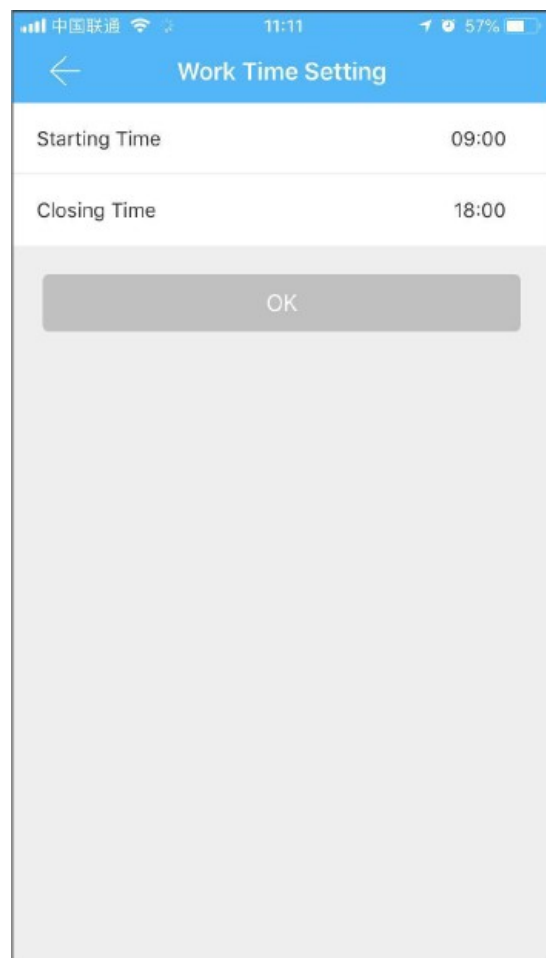 中国联通 11:11 57%
Work Time Setting
Starting Time 09:00
Closing Time 18:00
OK